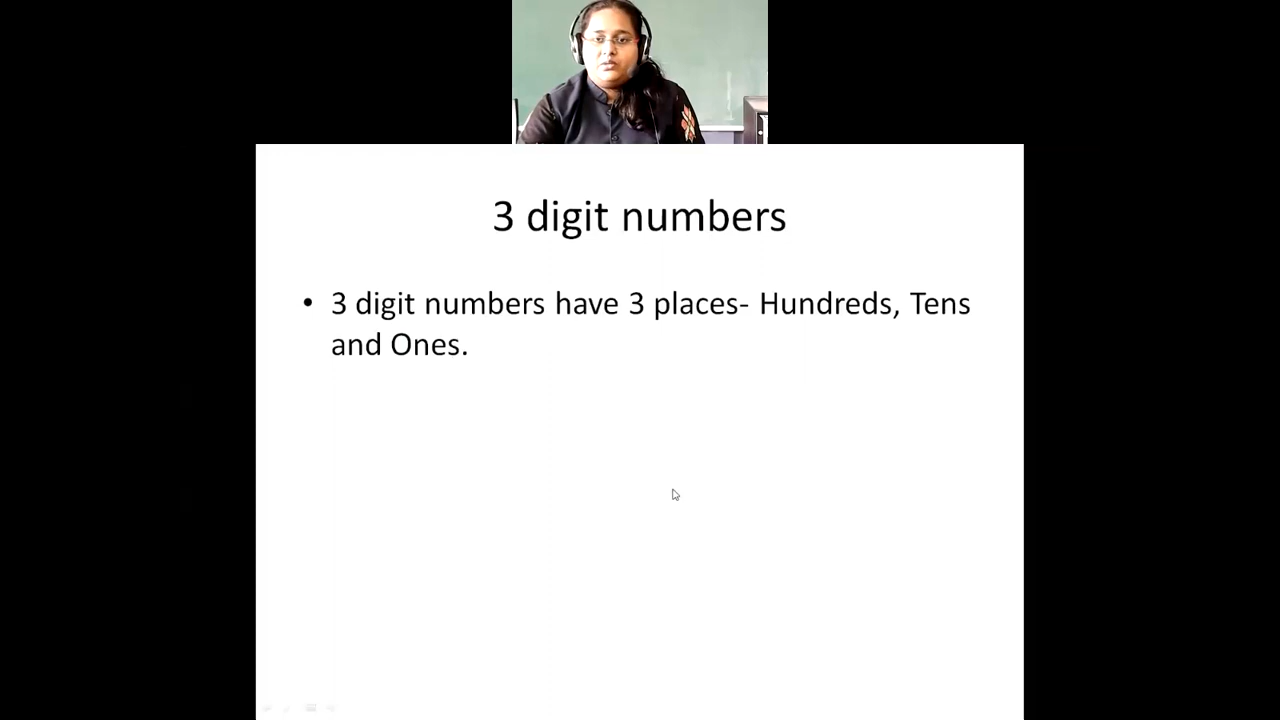 3 digit numbers
• 3 digit numbers have 3 places- Hundreds, Tens
and Ones.